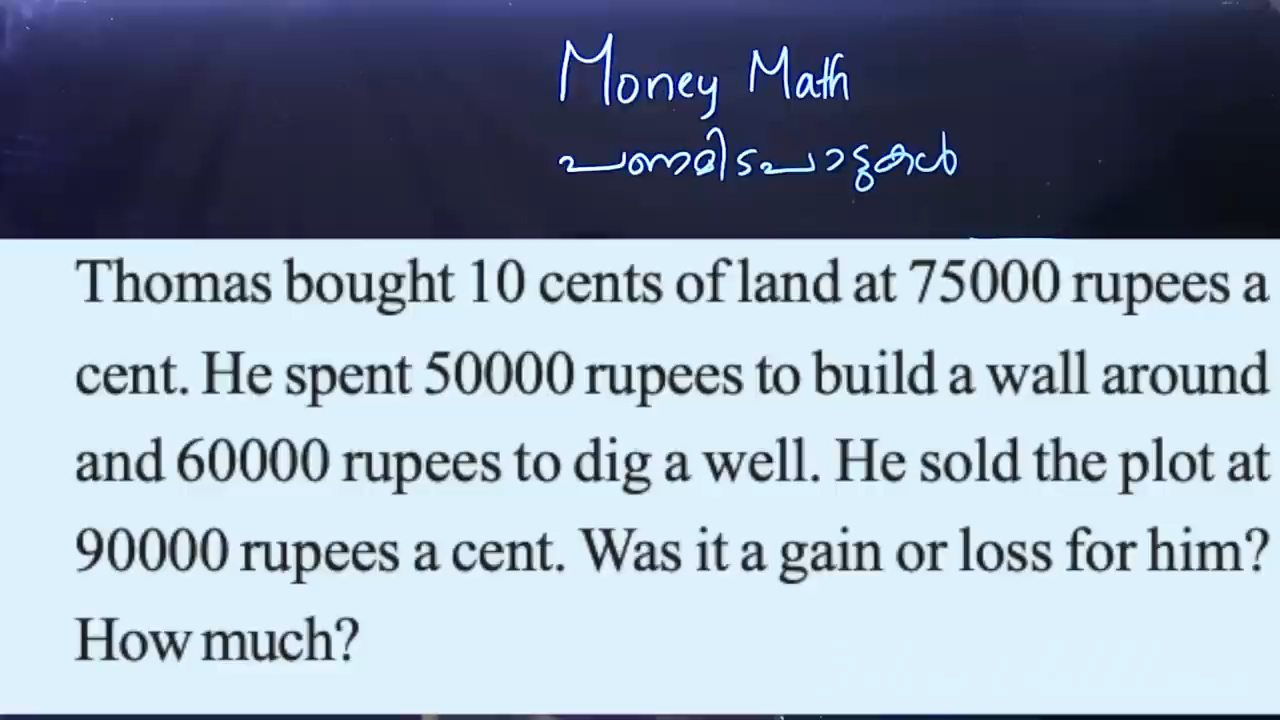 Money Math
പണമിടപാടുകൾ
Thomas bought 10 cents of land at 75000 rupees a
cent. He spent 50000 rupees to build a wall around
and 60000 rupees to dig a well. He sold the plot at
90000 rupees a cent. Was it a gain or loss for him?
How much?